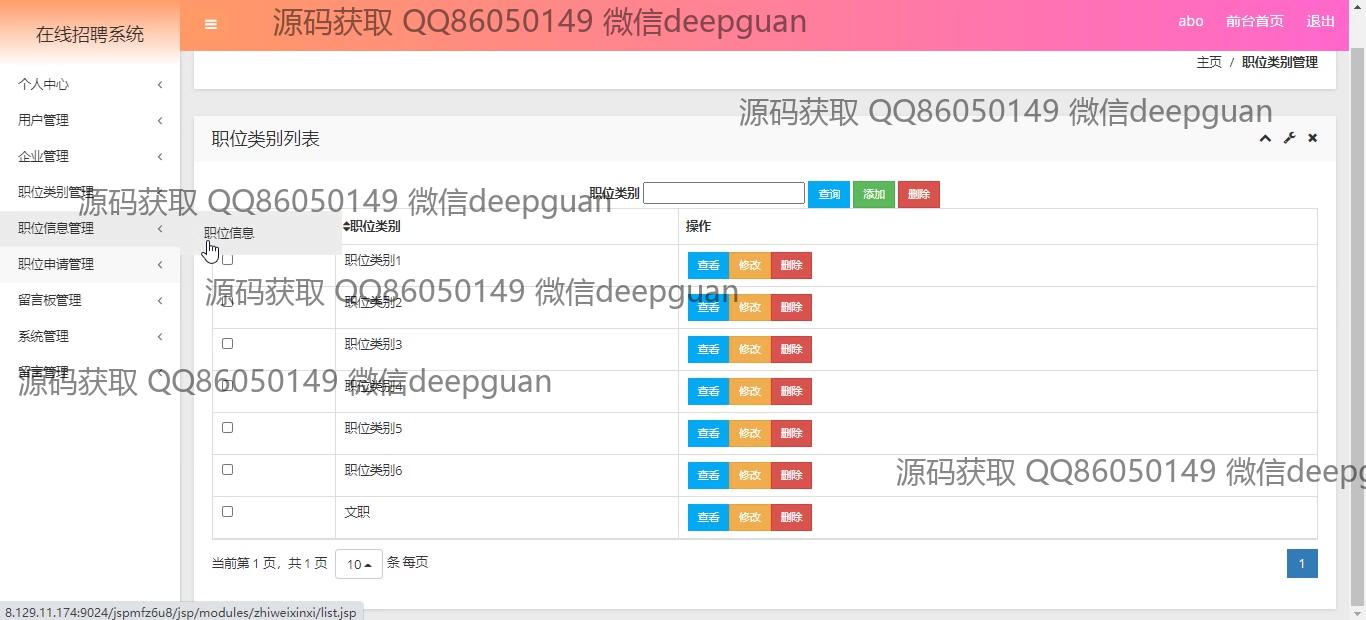 在线招聘系统
源码获取 QQ86050149 微信deepguan
abo 前台首页 退出
主页 / 职位类别管理
个人中心
用户管理
企业管理
职位类别管理
职位信息管理
职位申请管理
留言板管理
系统管理
留言管理
职位信息
源码获取 QQ86050149 微信deepguan
职位类别列表
源码获取 QQ86050149 微信deepguan
职位类别 查询 添加 删除
职位类别 操作
职位类别1 查看 修改 删除
源码获取 QQ86050149 微信deepguan
职位类别2 查看 修改 删除
职位类别3 查看 修改 删除
源码获取 QQ86050149 微信deepguan
职位类别4 查看 修改 删除
职位类别5 查看 修改 删除
职位类别6 查看 修改 删除
源码获取 QQ86050149 微信deepg
文职 查看 修改 删除
当前第 1 页，共 1 页 10 条 每页
1
8.129.11.174:9024/jspmfz6u8/jsp/modules/zhiweixinxi/list.jsp